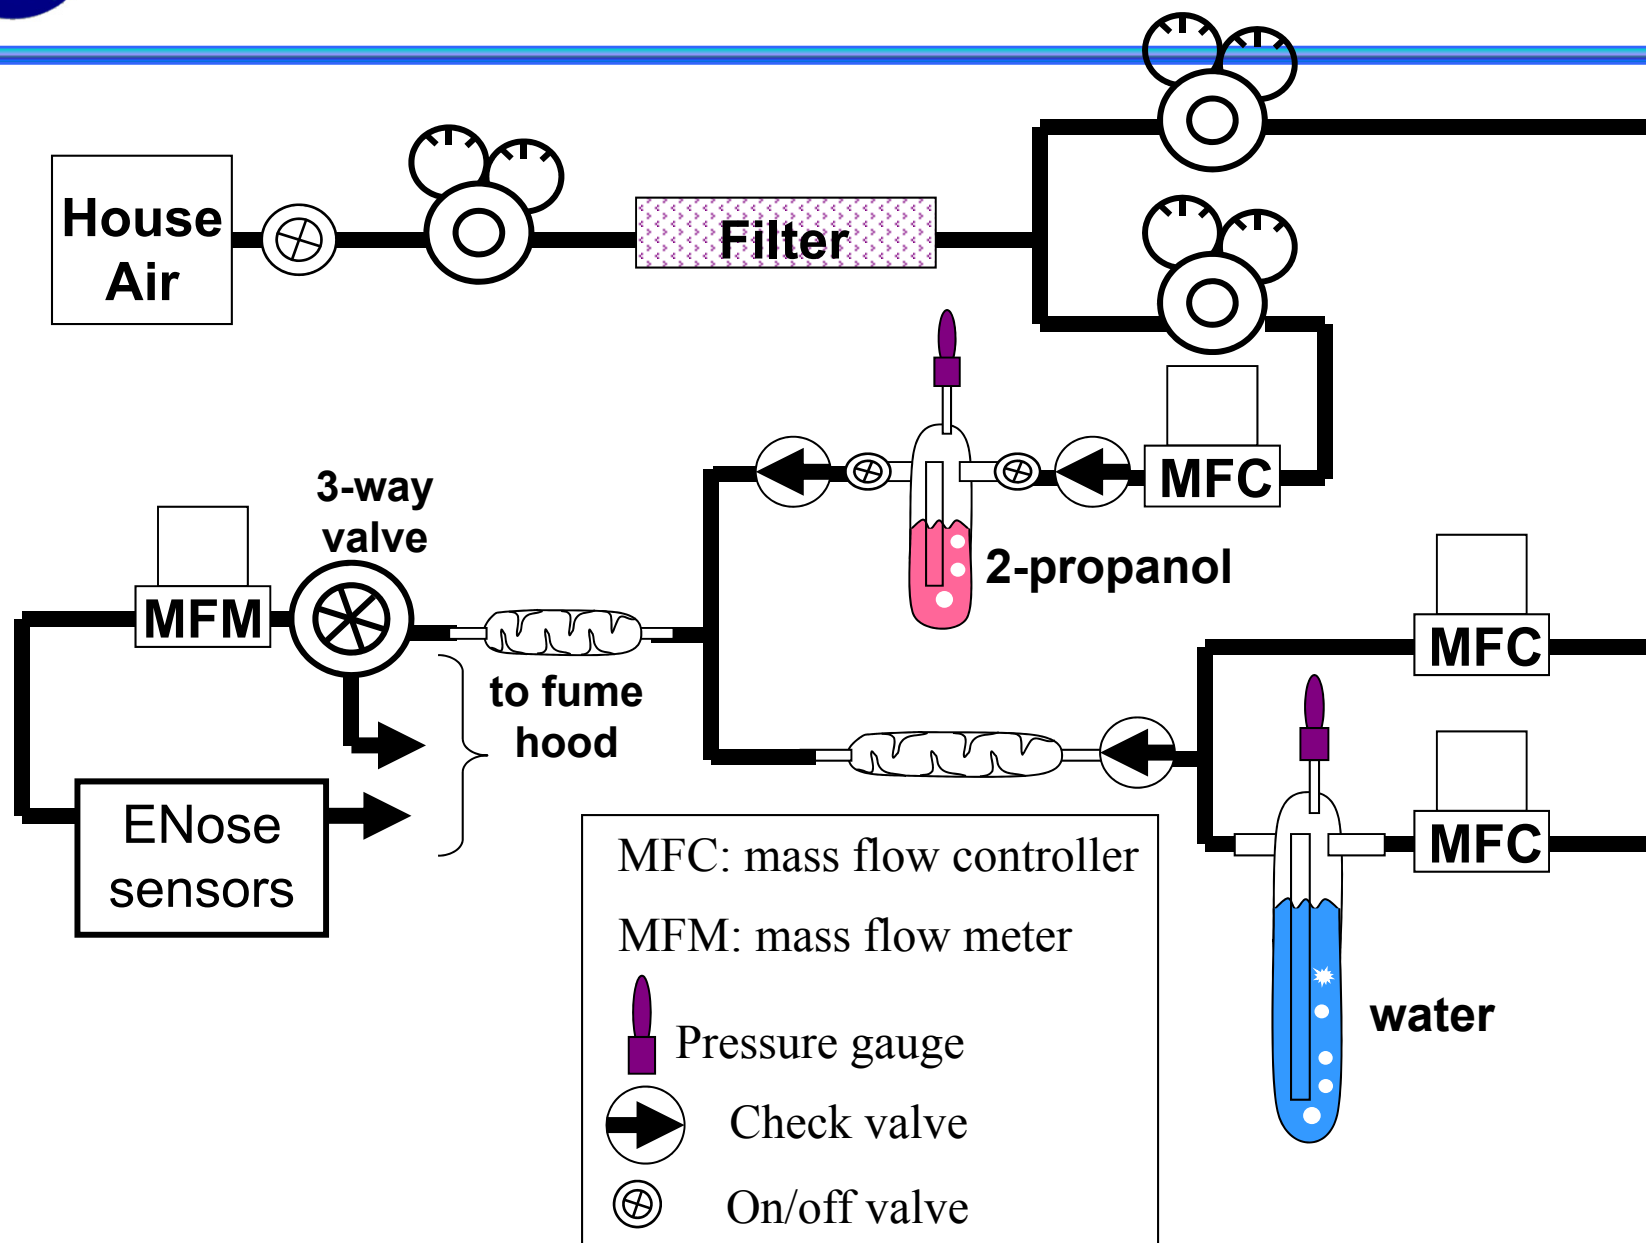 House
Air
Filter
MFC
3-way
valve
2-propanol
MFM
MFC
to fume
hood
ENose
sensors
MFC
MFC: mass flow controller
MFM: mass flow meter
water
Pressure gauge
Check valve
On/off valve